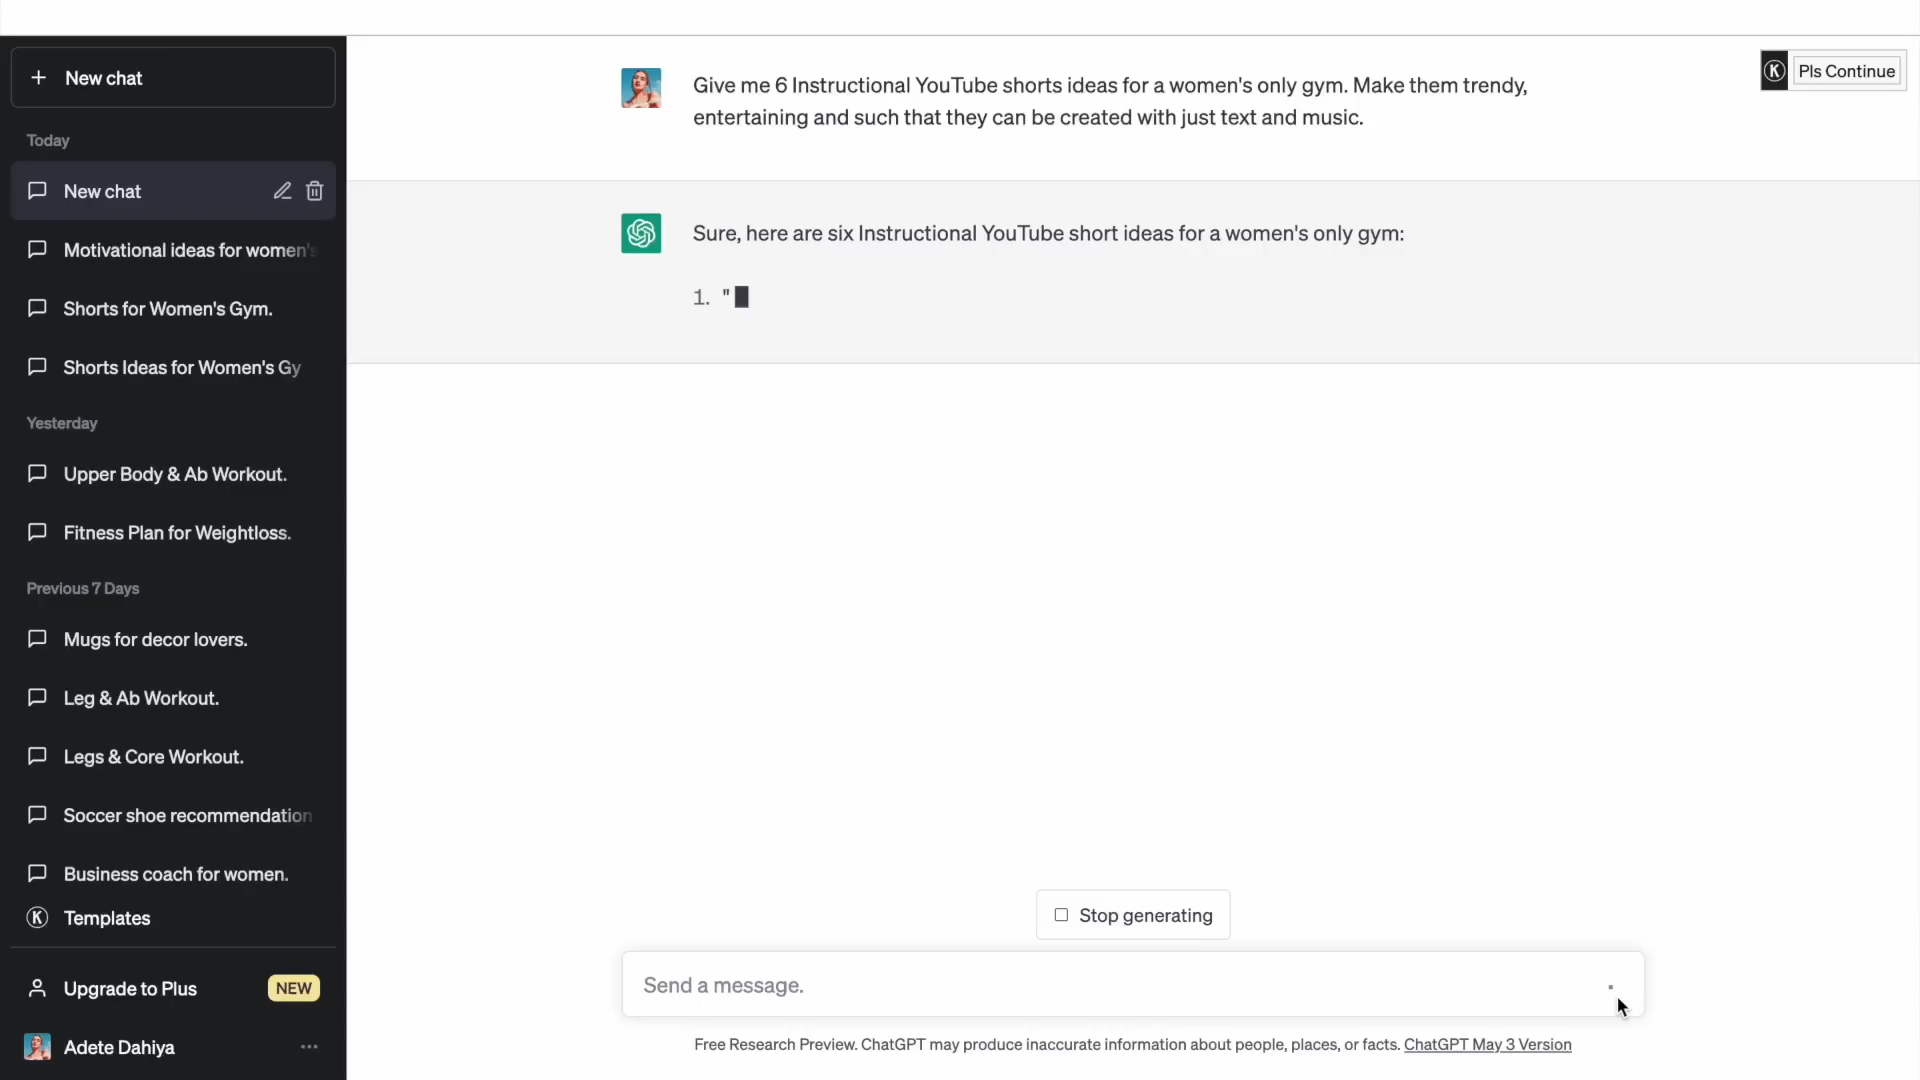 + New chat
Today
New chat
Motivational ideas for women's
Shorts for Women's Gym.
Shorts Ideas for Women's Gy
Yesterday
Upper Body & Ab Workout.
Fitness Plan for Weightloss.
Previous 7 Days
Mugs for decor lovers.
Leg & Ab Workout.
Legs & Core Workout.
Soccer shoe recommendation
Business coach for women.
K Templates
Upgrade to Plus NEW
Adete Dahiya ...
Give me 6 Instructional YouTube shorts ideas for a women's only gym. Make them trendy,
entertaining and such that they can be created with just text and music.
K Pls Continue
Sure, here are six Instructional YouTube short ideas for a women's only gym:
1. "
Stop generating
Send a message.
Free Research Preview. ChatGPT may produce inaccurate information about people, places, or facts. ChatGPT May 3 Version